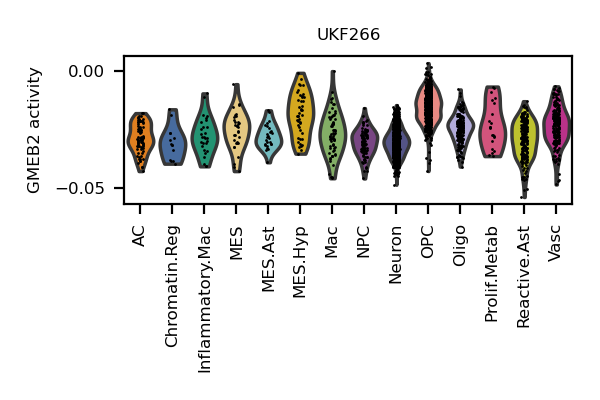 UKF266
GMEB2 activity
0.00
−0.05
AC
Chromatin.Reg
Inflammatory.Mac
MES
MES.Ast
MES.Hyp
Mac
NPC
Neuron
OPC
Oligo
Prolif.Metab
Reactive.Ast
Vasc